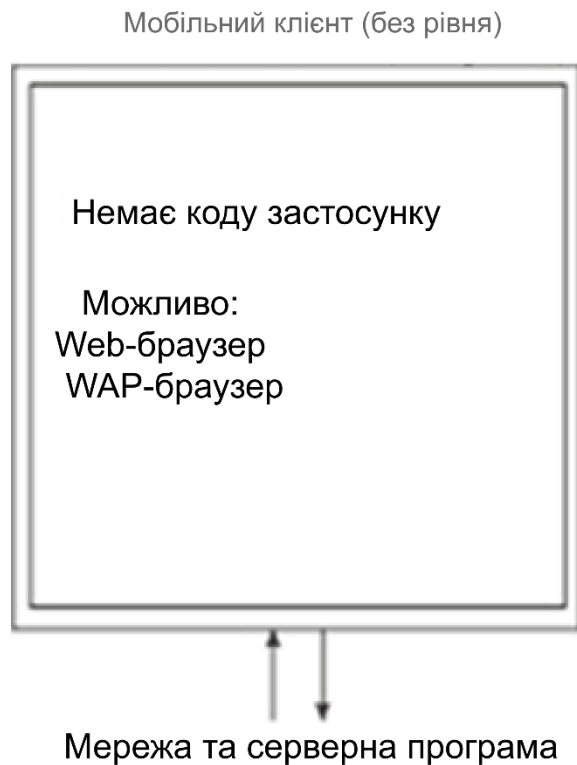 Мобільний клієнт (без рівня)
Немає коду застосунку
Можливо:
Web-браузер
WAP-браузер
Мережа та серверна програма